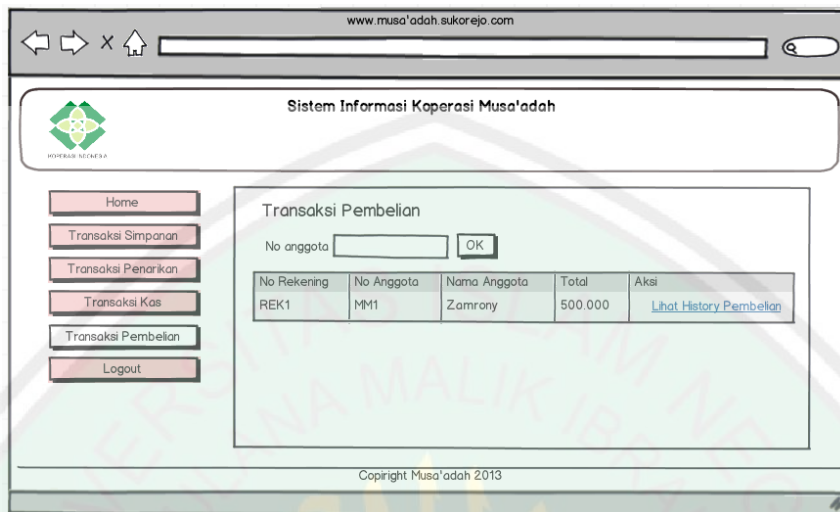 www.musa'adah.sukorejo.com
Sistem Informasi Koperasi Musa'adah
KOPERASI INDONESIA
Home
Transaksi Simpanan
Transaksi Penarikan
Transaksi Kas
Transaksi Pembelian
Logout
Transaksi Pembelian
No anggota OK
No Rekening No Anggota Nama Anggota Total Aksi
REK1 MM1 Zamrony 500.000 Lihat History Pembelian
Copiright Musa'adah 2013